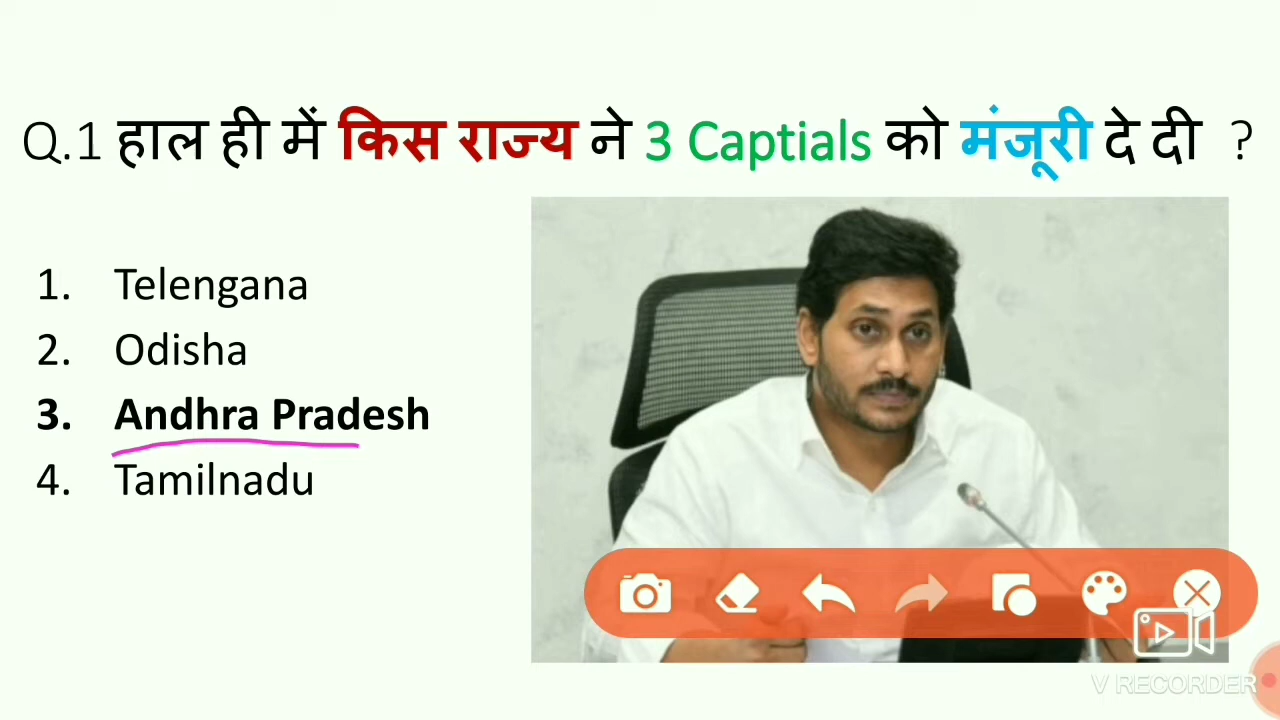 Q.1 हाल ही में किस राज्य ने 3 Captials को मंजूरी दे दी ?
1. Telengana
2. Odisha
3. Andhra Pradesh
4. Tamilnadu
V RECORDER